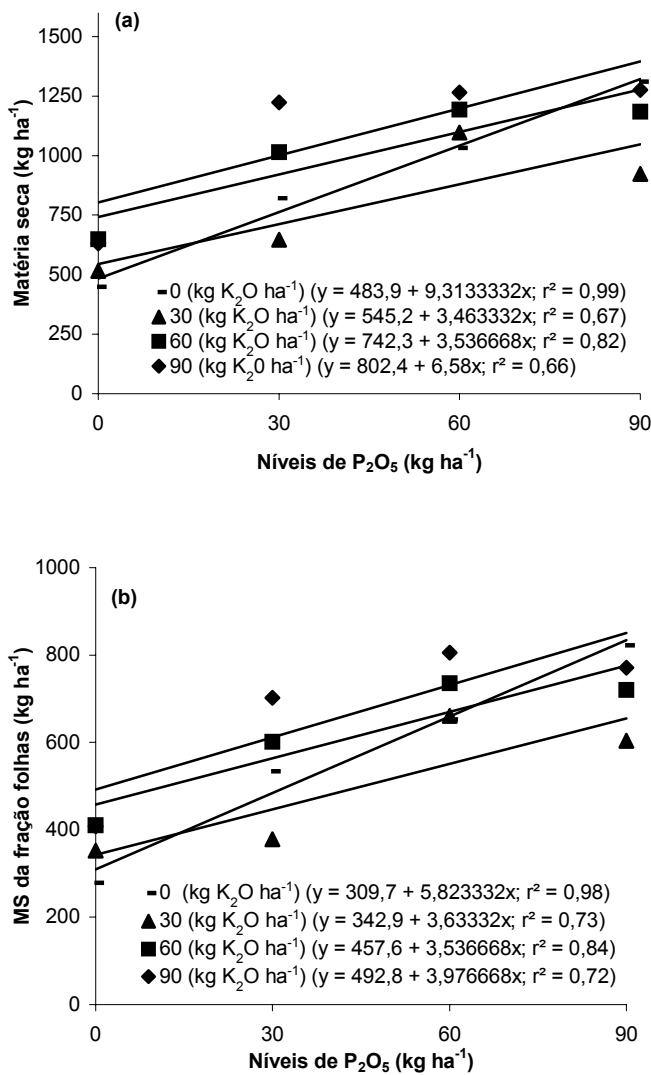 (a)
Matéria seca (kg ha⁻¹)
1500
1250
1000
750
500
250
0
0 (kg K₂O ha⁻¹) (y = 483,9 + 9,3133332x; r² = 0,99)
30 (kg K₂O ha⁻¹) (y = 545,2 + 3,463332x; r² = 0,67)
60 (kg K₂O ha⁻¹) (y = 742,3 + 3,536668x; r² = 0,82)
90 (kg K₂0 ha⁻¹) (y = 802,4 + 6,58x; r² = 0,66)
0 30 60 90
Níveis de P₂O₅ (kg ha⁻¹)
(b)
MS da fração folhas (kg ha⁻¹)
1000
800
600
400
200
0
0 (kg K₂O ha⁻¹) (y = 309,7 + 5,823332x; r² = 0,98)
30 (kg K₂O ha⁻¹) (y = 342,9 + 3,63332x; r² = 0,73)
60 (kg K₂O ha⁻¹) (y = 457,6 + 3,536668x; r² = 0,84)
90 (kg K₂O ha⁻¹) (y = 492,8 + 3,976668x; r² = 0,72)
0 30 60 90
Níveis de P₂O₅ (kg ha⁻¹)